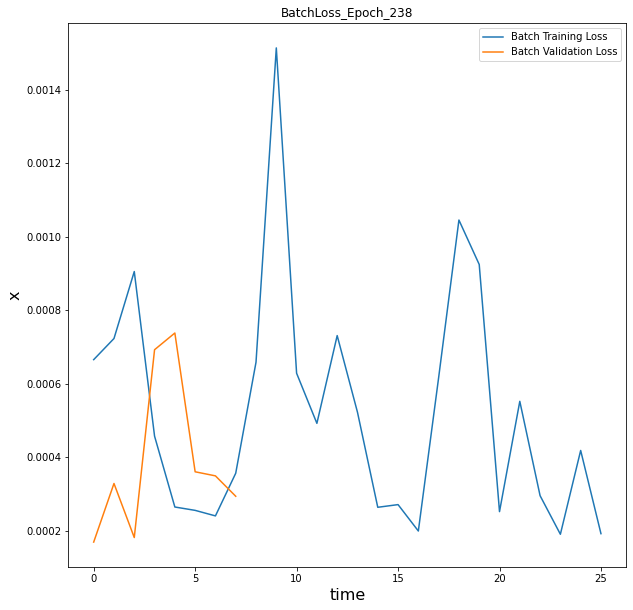 BatchLoss_Epoch_238
Batch Training Loss
Batch Validation Loss
0.0014
0.0012
0.0010
0.0008
0.0006
0.0004
0.0002
x
0 5 10 15 20 25
time